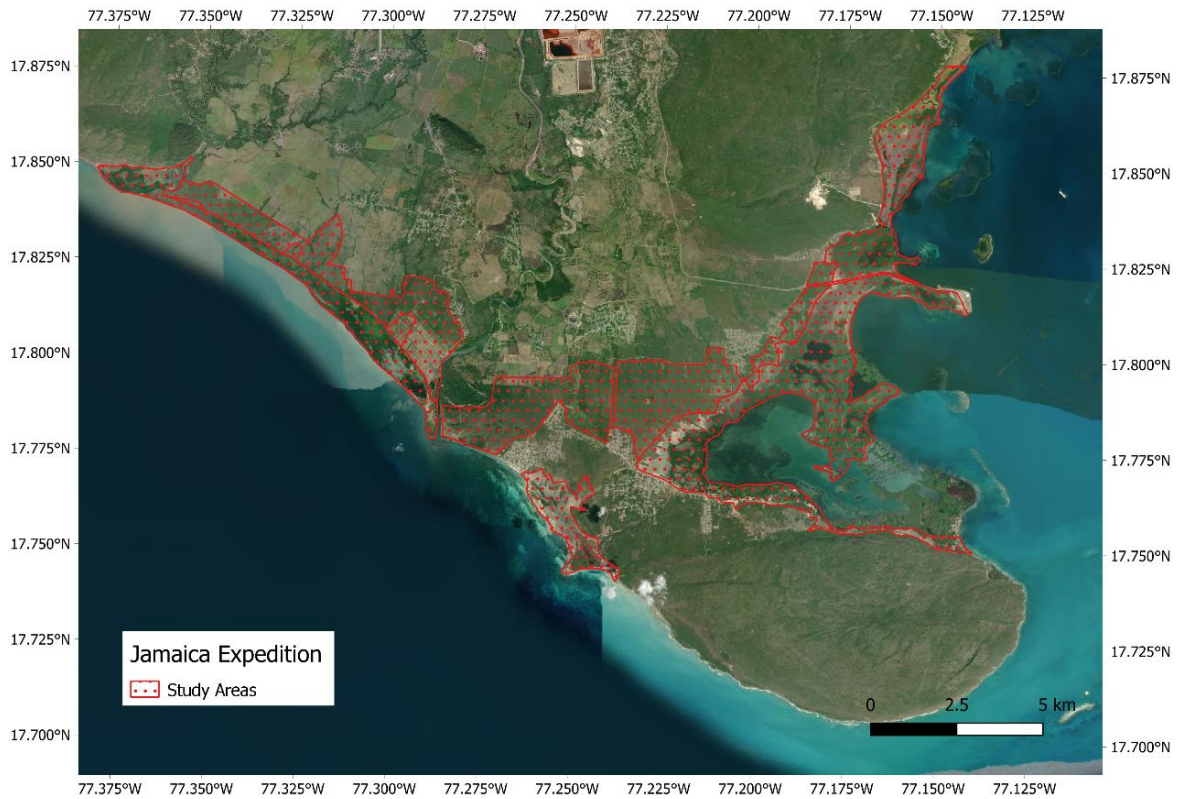 77.375°W 77.350°W 77.325°W 77.300°W 77.275°W 77.250°W 77.225°W 77.200°W 77.175°W 77.150°W 77.125°W
17.875°N 17.875°N
17.850°N 17.850°N
17.825°N 17.825°N
17.800°N 17.800°N
17.775°N 17.775°N
17.750°N 17.750°N
17.725°N 17.725°N
17.700°N 17.700°N
Jamaica Expedition
Study Areas
0 2.5 5 km
77.375°W 77.350°W 77.325°W 77.300°W 77.275°W 77.250°W 77.225°W 77.200°W 77.175°W 77.150°W 77.125°W